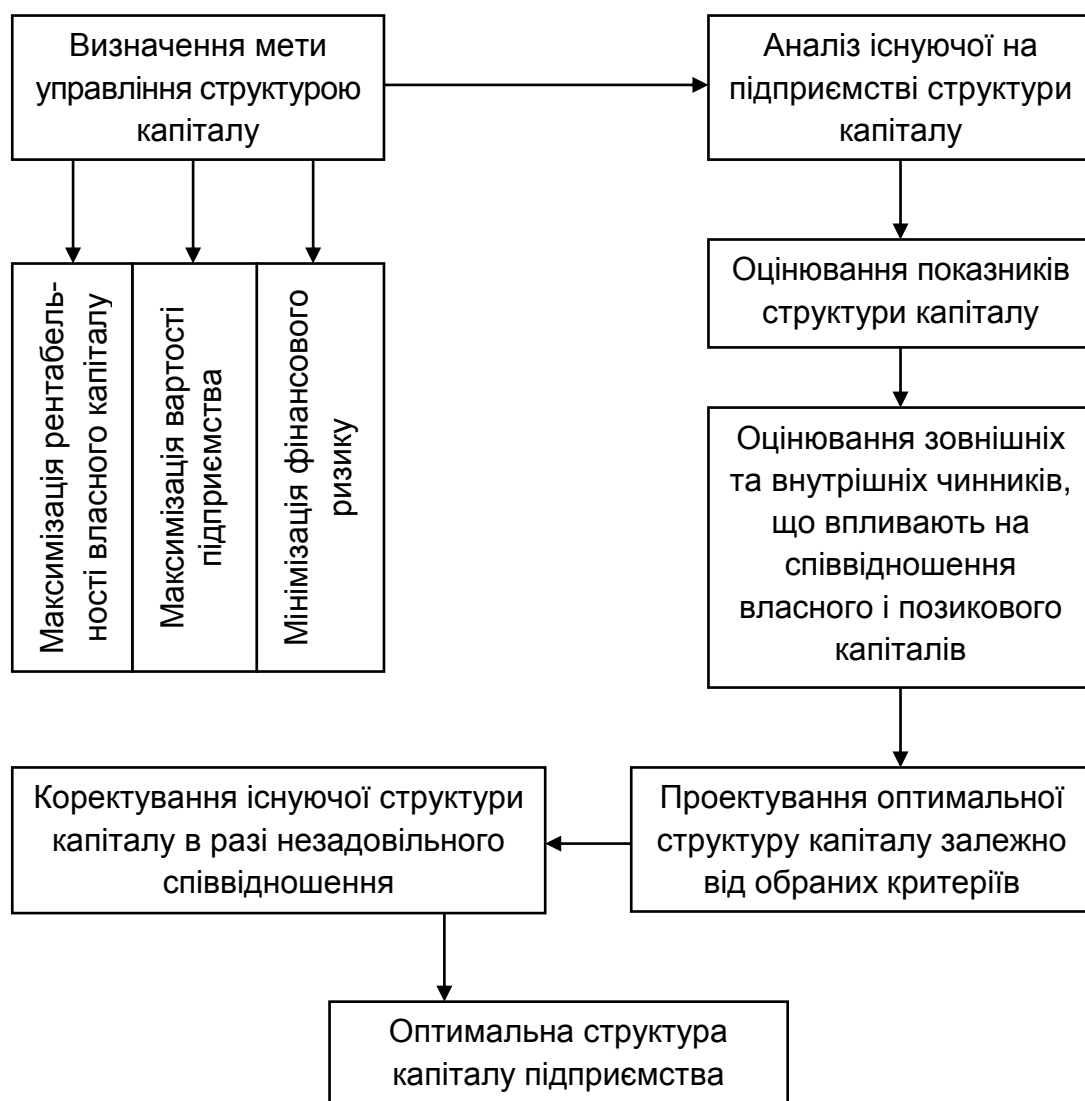 Визначення мети
управління структурою
капіталу
Аналіз існуючої на
підприємстві структури
капіталу
Максимізація рентабель-
ності власного капіталу
Максимізація вартості
підприємства
Мінімізація фінансового
ризику
Оцінювання показників
структури капіталу
Оцінювання зовнішніх
та внутрішніх чинників,
що впливають на
співвідношення
власного і позикового
капіталів
Проектування оптимальної
структуру капіталу залежно
від обраних критеріїв
Коректування існуючої структури
капіталу в разі незадовільного
співвідношення
Оптимальна структура
капіталу підприємства